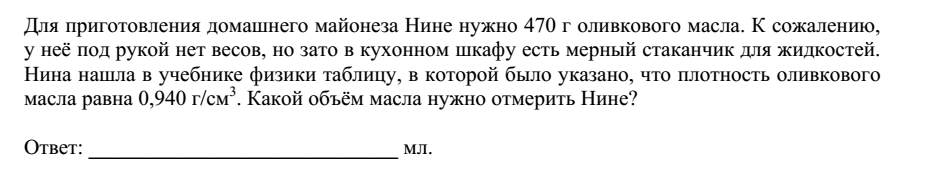 Для приготовления домашнего майонеза Нине нужно 470 г оливкового масла. К сожалению,
у неё под рукой нет весов, но зато в кухонном шкафу есть мерный стаканчик для жидкостей.
Нина нашла в учебнике физики таблицу, в которой было указано, что плотность оливкового
масла равна 0,940 г/см³. Какой объём масла нужно отмерить Нине?
Ответ: ______________________________ мл.